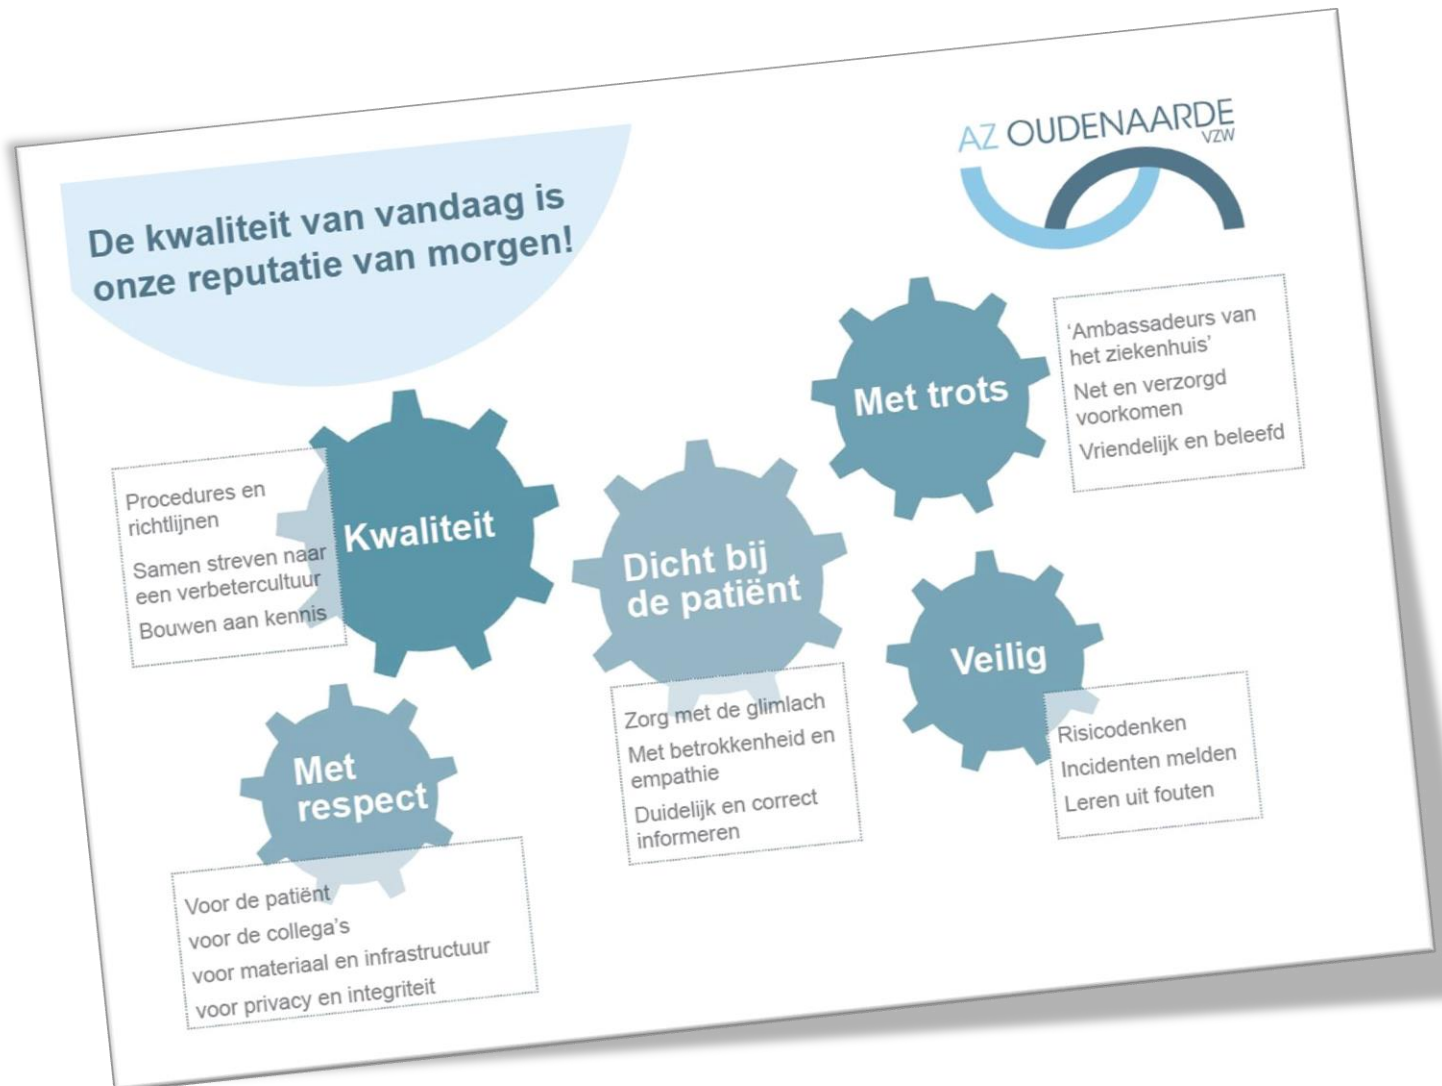 AZ OUDENAARDE
VZW
De kwaliteit van vandaag is
onze reputatie van morgen!
Met trots
‘Ambassadeurs van
het ziekenhuis’
Net en verzorgd
voorkomen
Vriendelijk en beleefd
Kwaliteit
Procedures en
richtlijnen
Samen streven naar
een verbetercultuur
Bouwen aan kennis
Dicht bij
de patiënt
Zorg met de glimlach
Met betrokkenheid en
empathie
Duidelijk en correct
informeren
Veilig
Risicodenken
Incidenten melden
Leren uit fouten
Met
respect
Voor de patiënt
voor de collega’s
voor materiaal en infrastructuur
voor privacy en integriteit